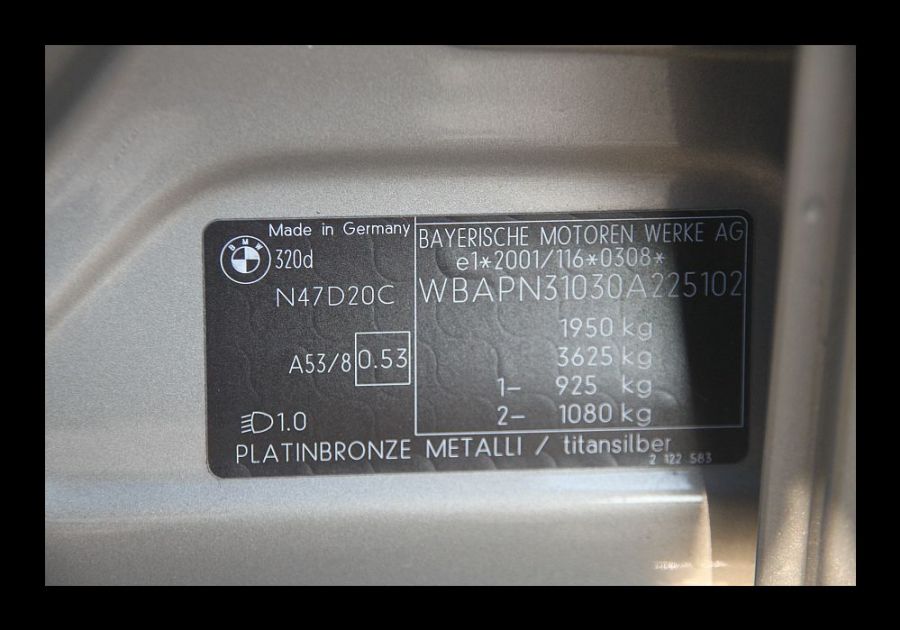 Made in Germany
BMW
320d
N47D20C
A53/8 0.53
1.0
BAYERISCHE MOTOREN WERKE AG
e1*2001/116*0308*
WBAPN31030A225102
1950 kg
3625 kg
1– 925 kg
2– 1080 kg
PLATINBRONZE METALLI / titansilber
2 122 583